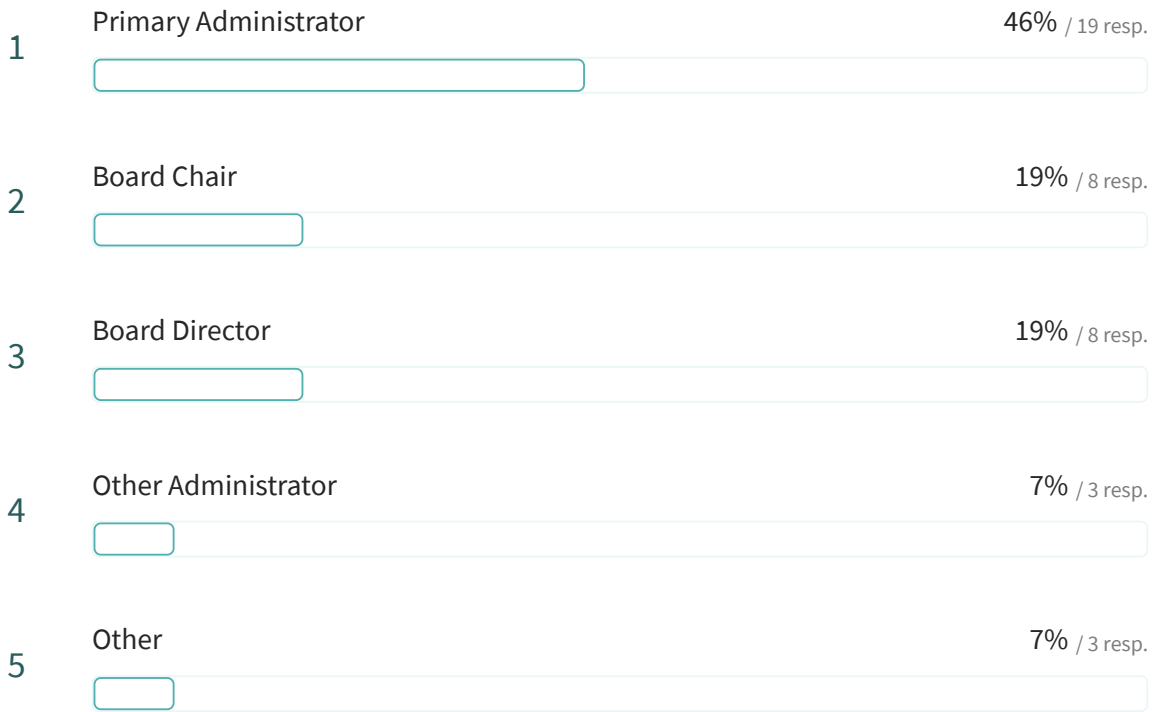 1
Primary Administrator 46% / 19 resp.
2
Board Chair 19% / 8 resp.
3
Board Director 19% / 8 resp.
4
Other Administrator 7% / 3 resp.
5
Other 7% / 3 resp.